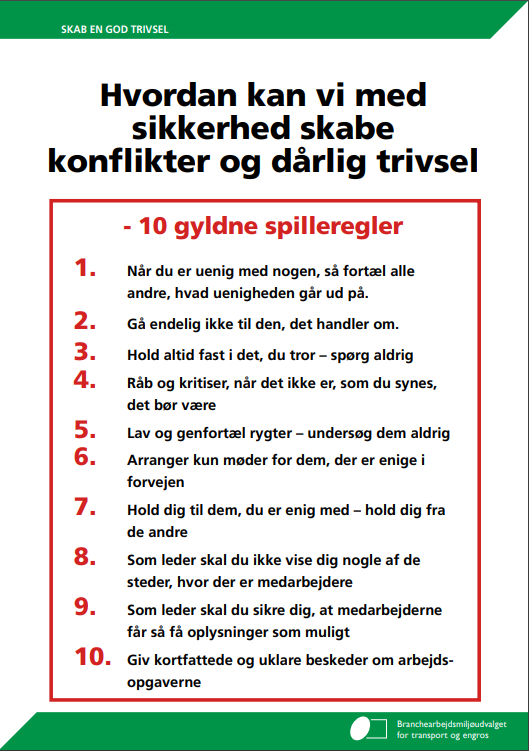 SKAB EN GOD TRIVSEL
Hvordan kan vi med
sikkerhed skabe
konflikter og dårlig trivsel
- 10 gyldne spilleregler
1. Når du er uenig med nogen, så fortæl alle
andre, hvad uenigheden går ud på.
2. Gå endelig ikke til den, det handler om.
3. Hold altid fast i det, du tror – spørg aldrig
4. Råb og kritiser, når det ikke er, som du synes,
det bør være
5. Lav og genfortæl rygter – undersøg dem aldrig
6. Arranger kun møder for dem, der er enige i
forvejen
7. Hold dig til dem, du er enig med – hold dig fra
de andre
8. Som leder skal du ikke vise dig nogle af de
steder, hvor der er medarbejdere
9. Som leder skal du sikre dig, at medarbejderne
får så få oplysninger som muligt
10. Giv kortfattede og uklare beskeder om arbejds-
opgaverne
Branchearbejdsmiljøudvalget
for transport og engros